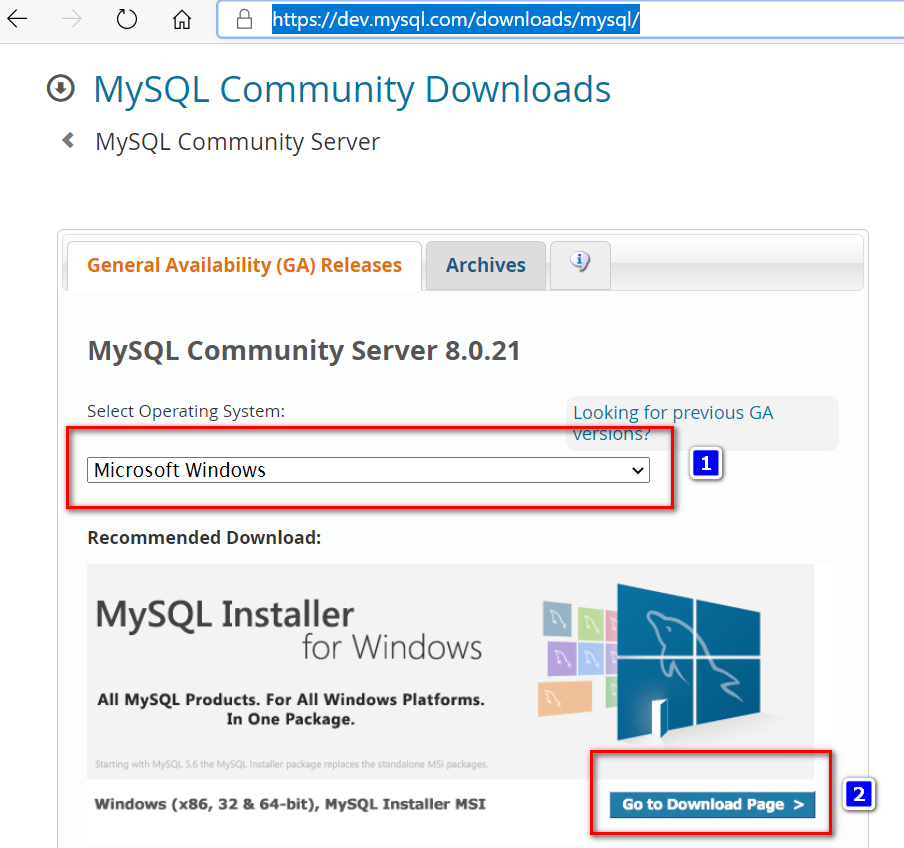 https://dev.mysql.com/downloads/mysql/
MySQL Community Downloads
MySQL Community Server
General Availability (GA) Releases
Archives
MySQL Community Server 8.0.21
Select Operating System:
Looking for previous GA
versions?
Microsoft Windows
1
Recommended Download:
MySQL Installer
for Windows
All MySQL Products. For All Windows Platforms.
In One Package.
Starting with MySQL 5.6 the MySQL Installer package replaces the standalone MSI packages.
Windows (x86, 32 & 64-bit), MySQL Installer MSI
Go to Download Page >
2